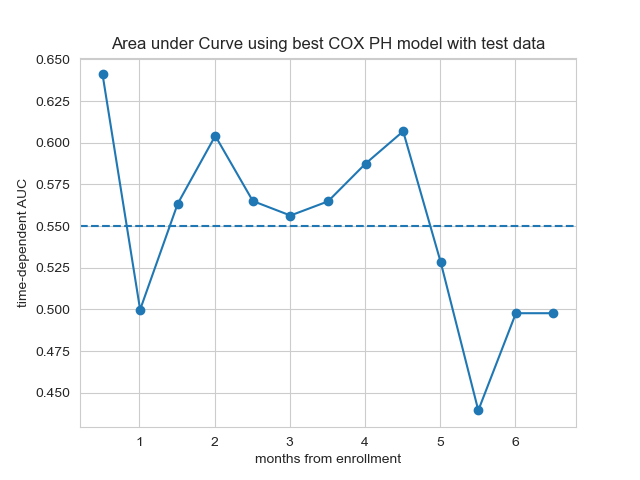 Area under Curve using best COX PH model with test data
0.650
0.625
0.600
0.575
0.550
0.525
0.500
0.475
0.450
time-dependent AUC
1 2 3 4 5 6
months from enrollment